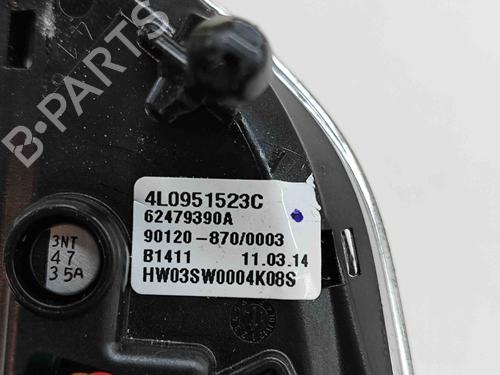 B-PARTS
4L0951523C
62479390A
90120-870/0003
B1411 11.03.14
HW03SW0004K08S
3NT
47
35A